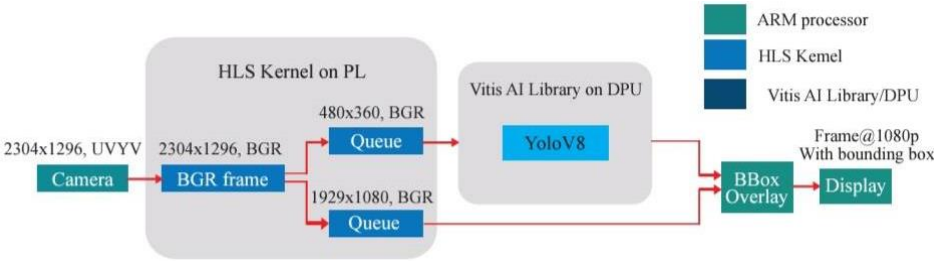 ARM processor
HLS Kemel
Vitis AI Library/DPU
HLS Kernel on PL
Vitis AI Library on DPU
480x360, BGR
Queue
YoloV8
2304x1296, UVYV
Camera
2304x1296, BGR
BGR frame
1929x1080, BGR
Queue
BBox
Overlay
Frame@1080p
With bounding box
Display